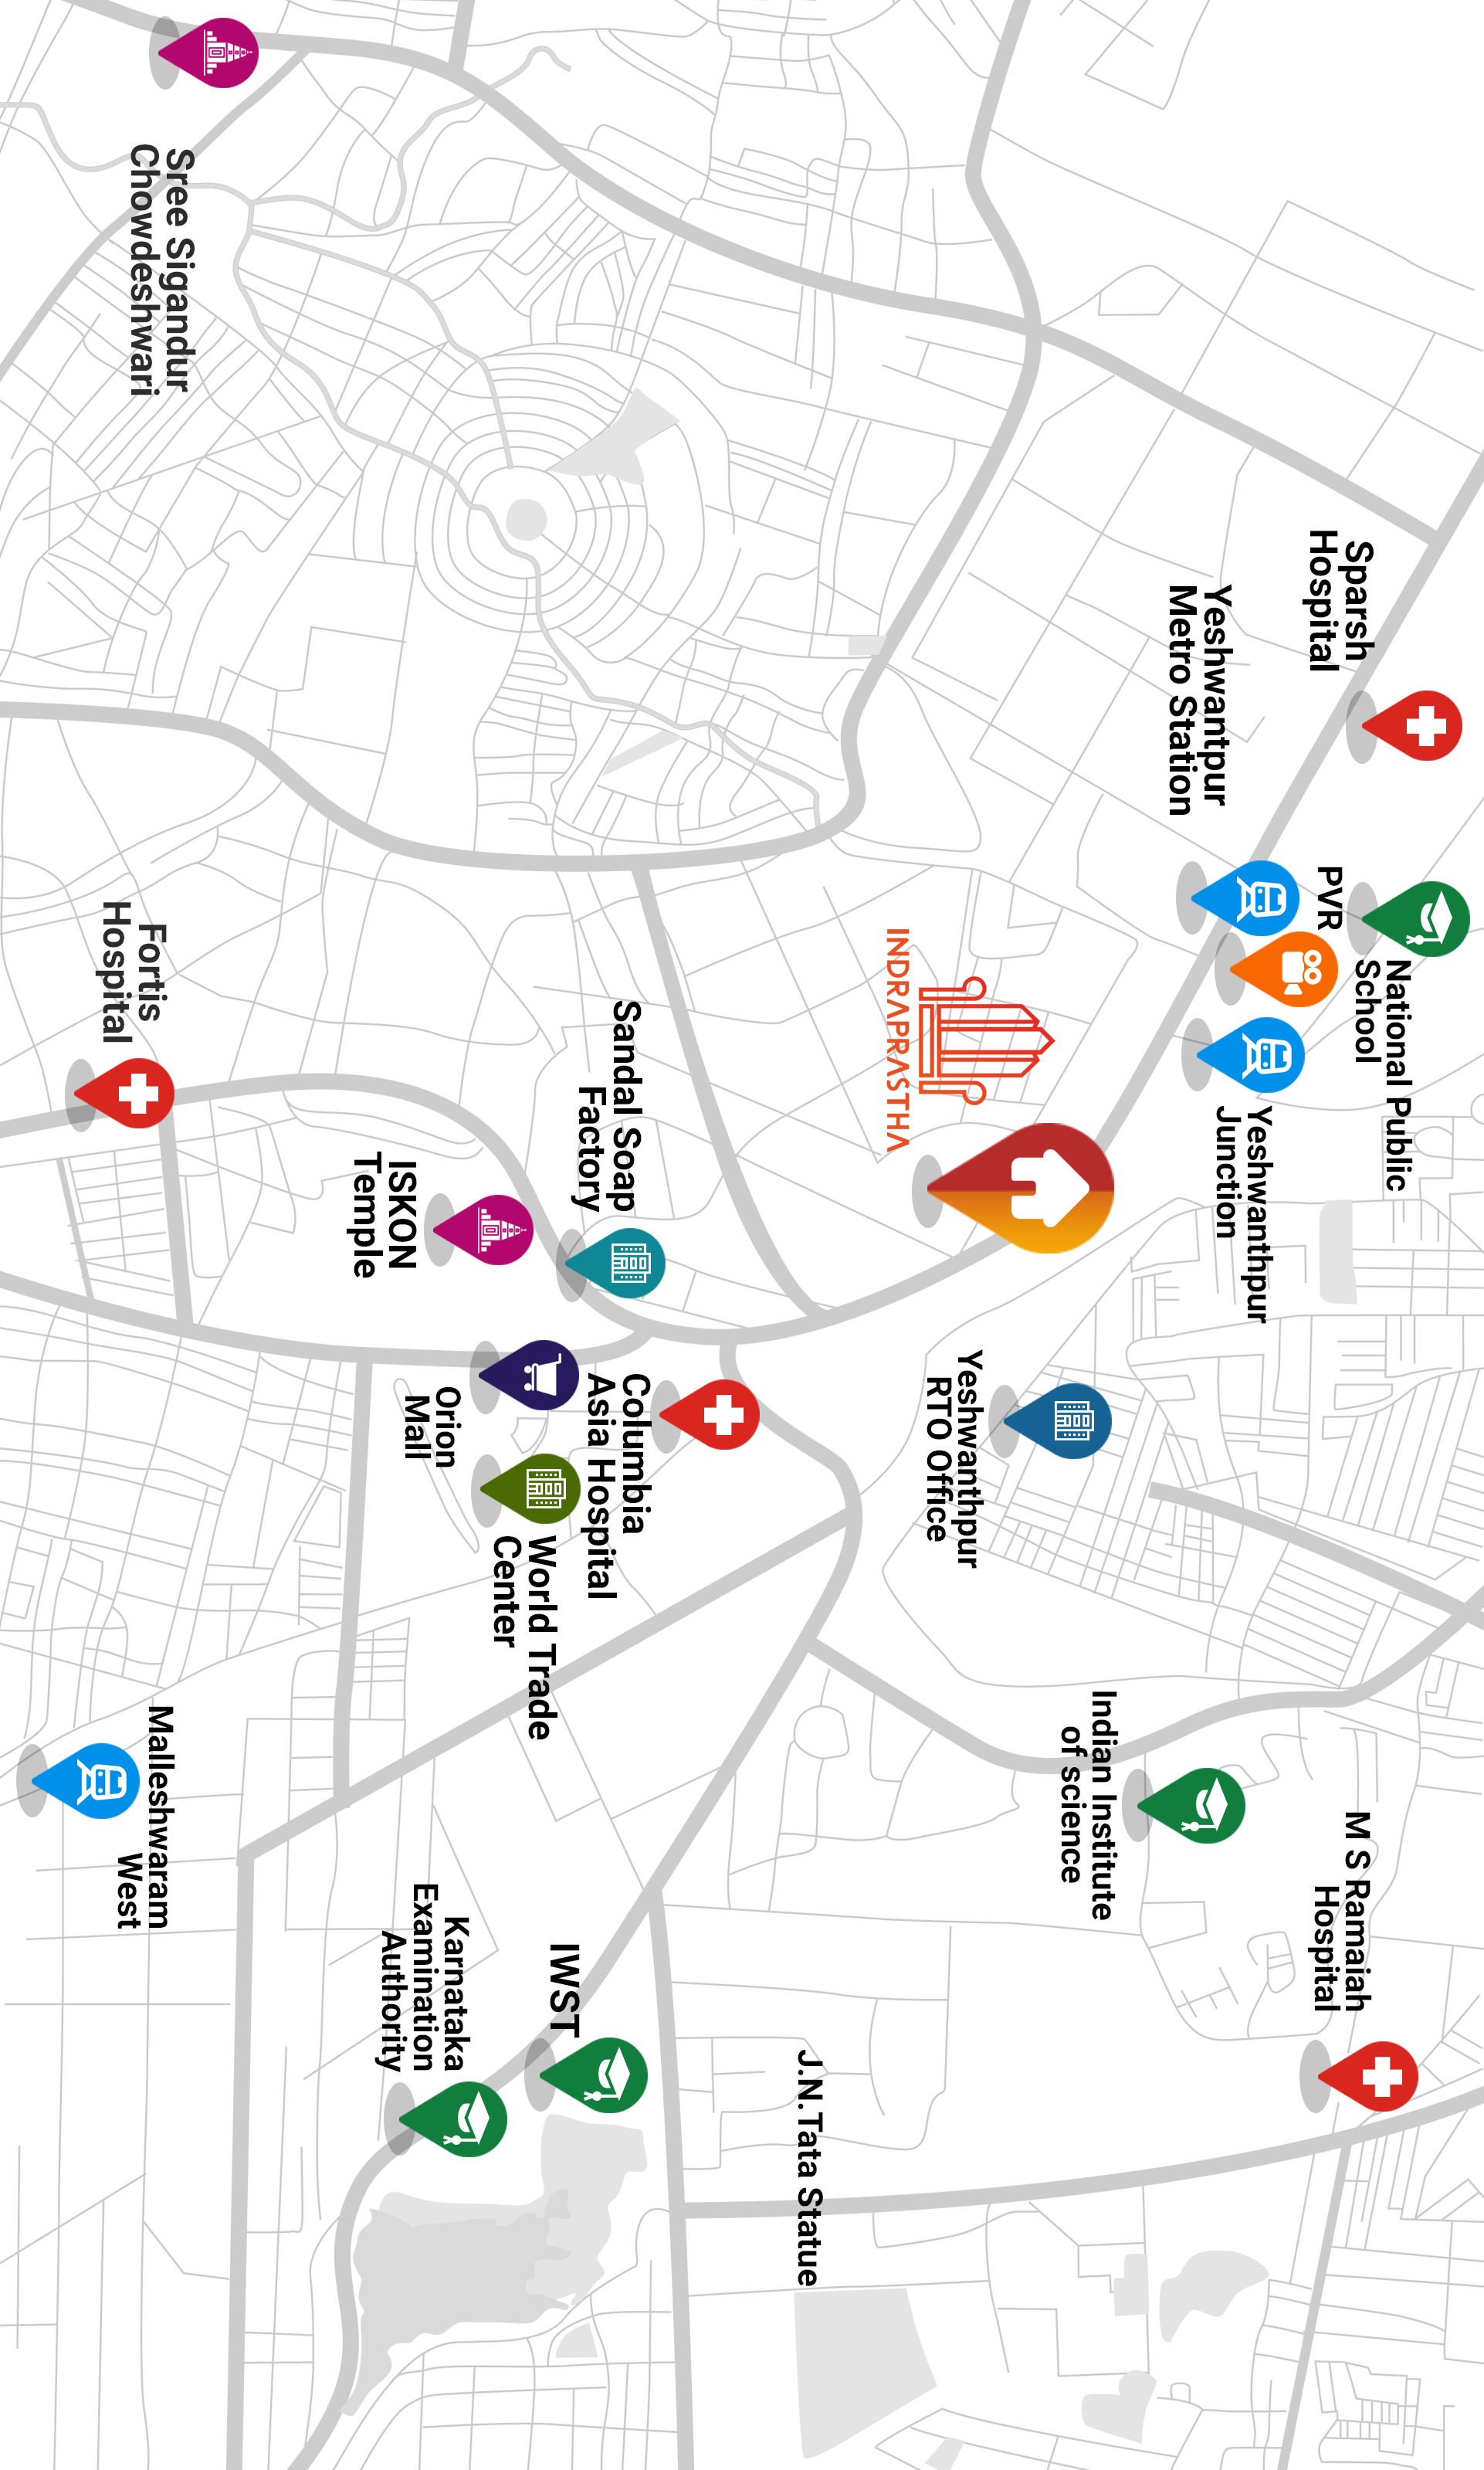 Sparsh
Hospital
Yeshwantpur
Metro Station
PVR
National Public
School
Yeshwanthpur
Junction
M S Ramaiah
Hospital
Indian Institute
of science
INDRAPRASTHA
Yeshwanthpur
RTO Office
J.N.Tata Statue
Sandal Soap
Factory
Columbia
Asia Hospital
World Trade
Center
IWST
ISKON
Temple
Orion
Mall
Karnataka
Examination
Authority
Sree Sigandur
Chowdeshwari
Fortis
Hospital
Malleshwaram
West